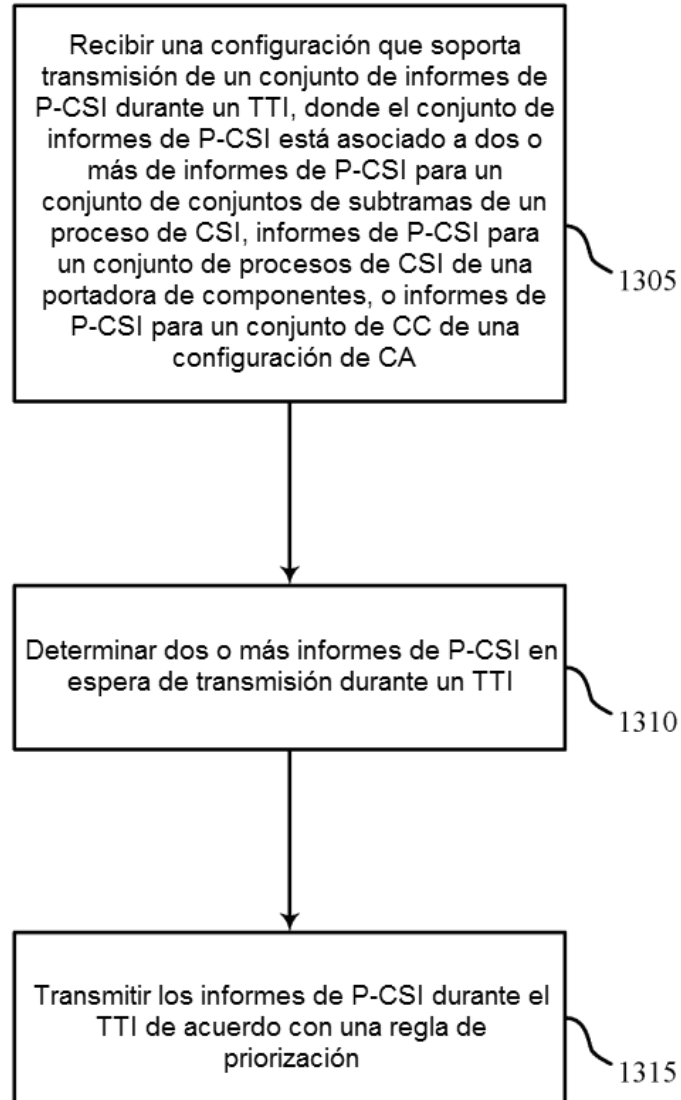 Recibir una configuración que soporta
transmisión de un conjunto de informes de
P-CSI durante un TTI, donde el conjunto de
informes de P-CSI está asociado a dos o
más de informes de P-CSI para un
conjunto de conjuntos de subtramas de un
proceso de CSI, informes de P-CSI para
un conjunto de procesos de CSI de una
portadora de componentes, o informes de
P-CSI para un conjunto de CC de una
configuración de CA
1305
Determinar dos o más informes de P-CSI en
espera de transmisión durante un TTI
1310
Transmitir los informes de P-CSI durante el
TTI de acuerdo con una regla de
priorización
1315